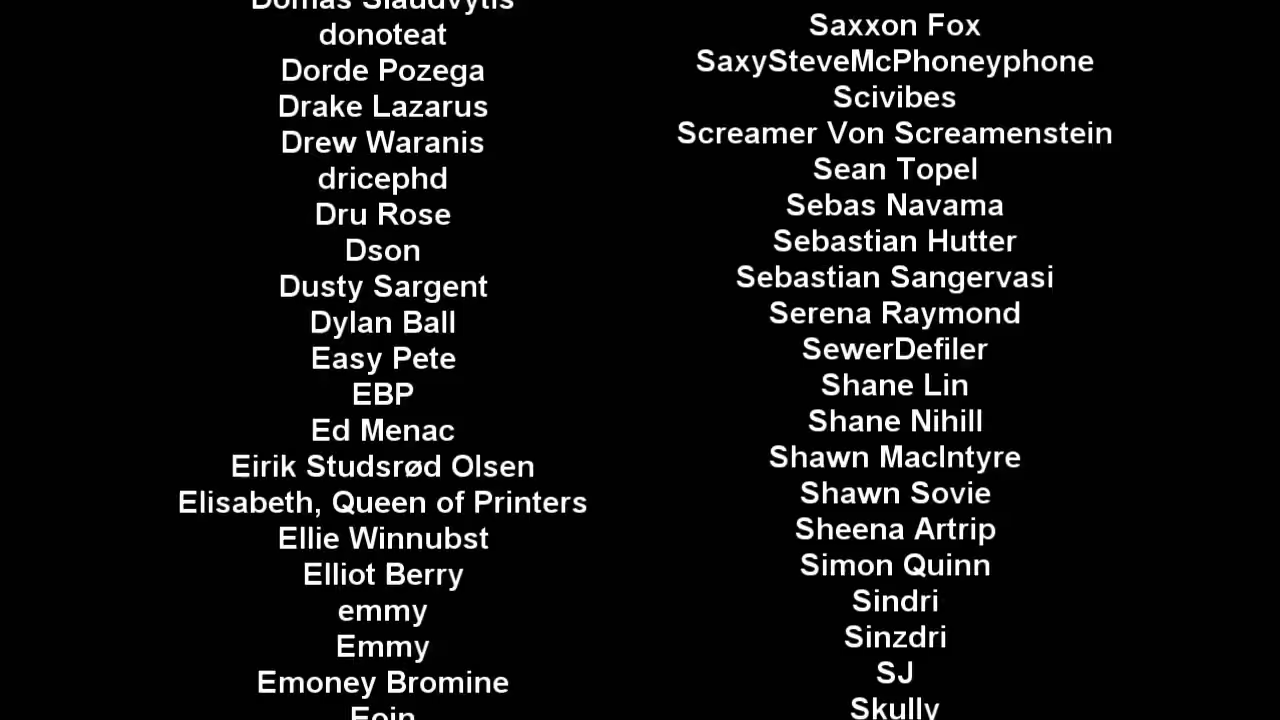 Domas Slaudvytis
donoteat
Dorde Pozega
Drake Lazarus
Drew Waranis
dricephd
Dru Rose
Dson
Dusty Sargent
Dylan Ball
Easy Pete
EBP
Ed Menac
Eirik Studsrød Olsen
Elisabeth, Queen of Printers
Ellie Winnubst
Elliot Berry
emmy
Emmy
Emoney Bromine
Eoin
Saxxon Fox
SaxySteveMcPhoneyphone
Scivibes
Screamer Von Screamenstein
Sean Topel
Sebas Navama
Sebastian Hutter
Sebastian Sangervasi
Serena Raymond
SewerDefiler
Shane Lin
Shane Nihill
Shawn MacIntyre
Shawn Sovie
Sheena Artrip
Simon Quinn
Sindri
Sinzdri
SJ
Skully